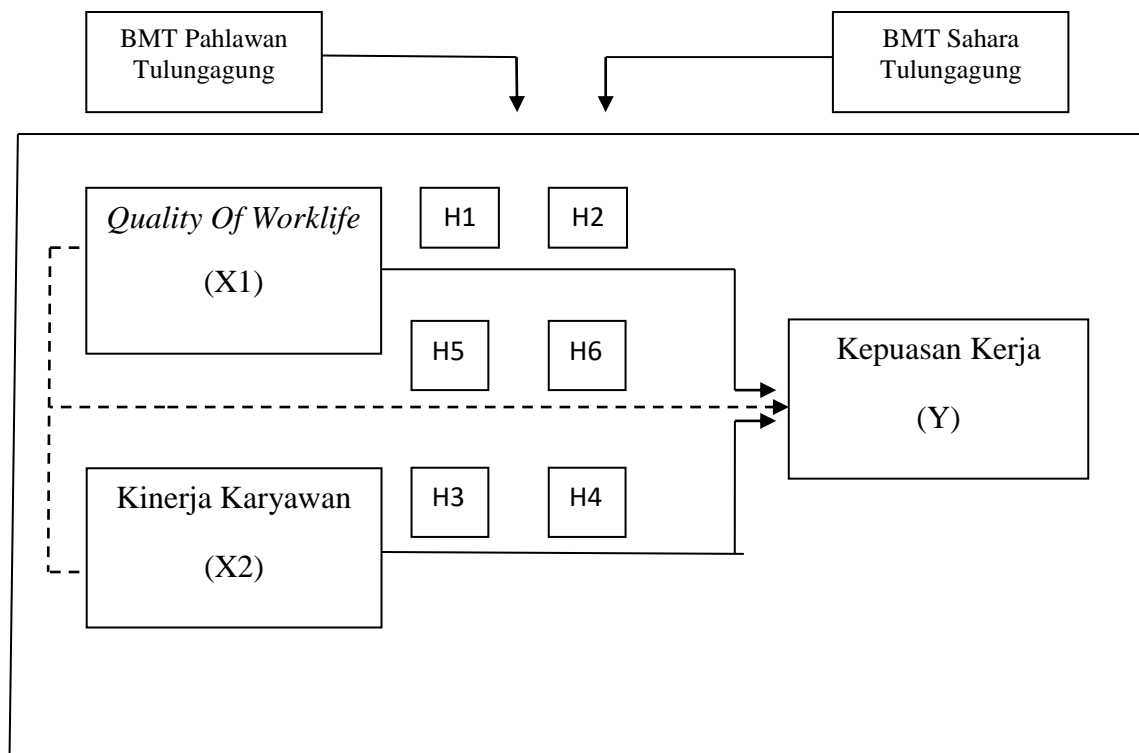 BMT Pahlawan
Tulungagung
BMT Sahara
Tulungagung
Quality Of Worklife
(X1)
H1
H2
H5
H6
Kepuasan Kerja
(Y)
Kinerja Karyawan
(X2)
H3
H4